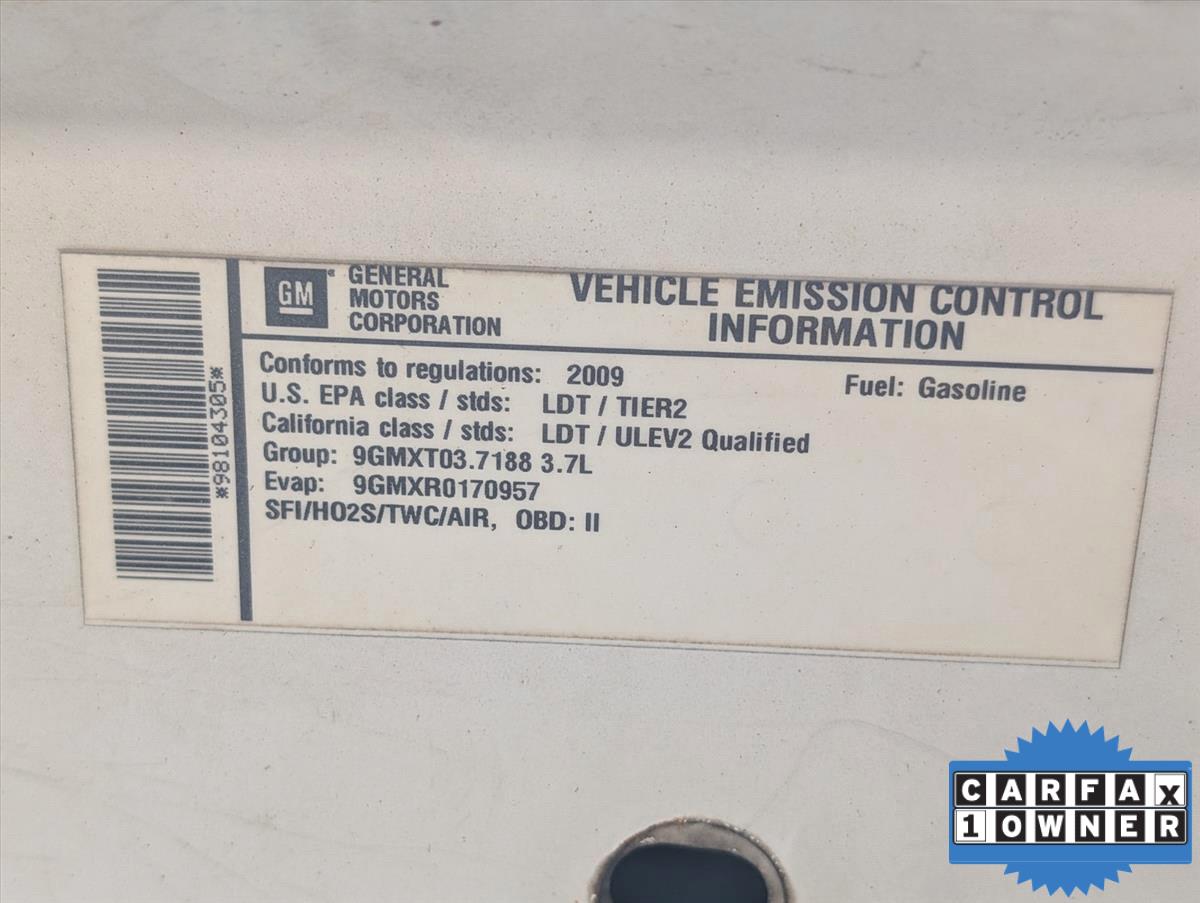 GM
GENERAL
MOTORS
CORPORATION
VEHICLE EMISSION CONTROL
INFORMATION
Conforms to regulations: 2009
Fuel: Gasoline
U.S. EPA class / stds: LDT / TIER2
California class / stds: LDT / ULEV2 Qualified
Group: 9GMXT03.7188 3.7L
Evap: 9GMXR0170957
SFI/HO2S/TWC/AIR, OBD: II
*98104305*
CARFAX
1 OWNER